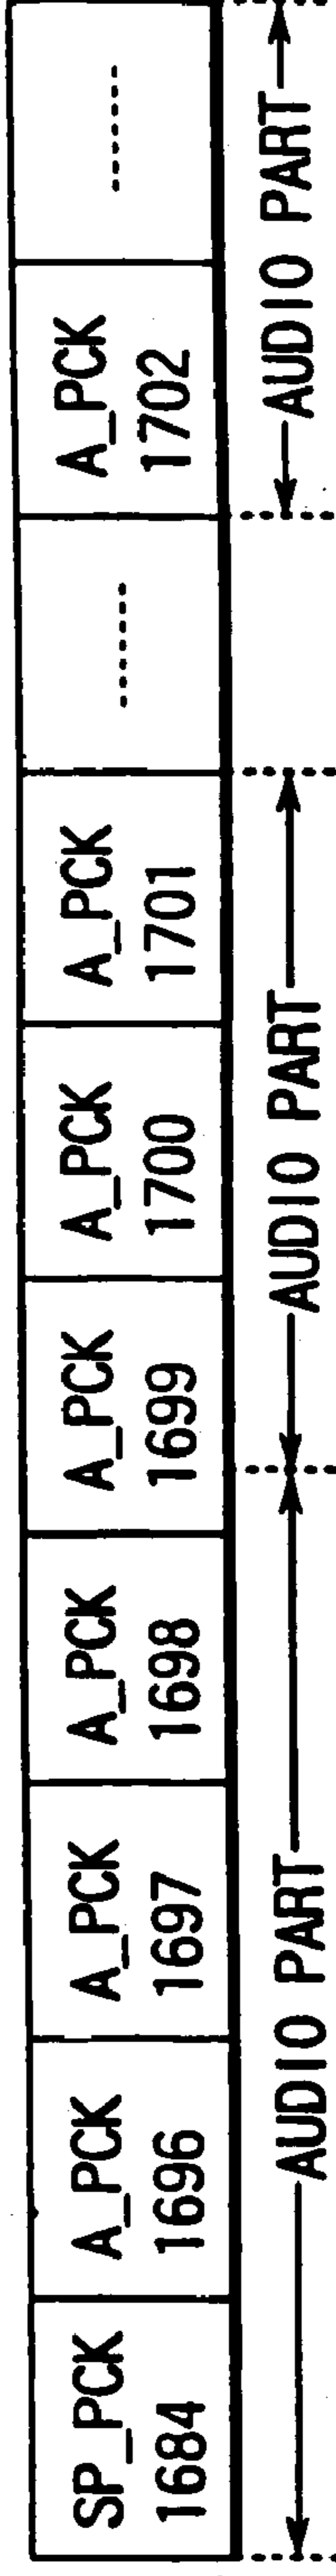 SP_PCK
1684
A_PCK
1696
A_PCK
1697
A_PCK
1698
A_PCK
1699
A_PCK
1700
A_PCK
1701
------
A_PCK
1702
------
AUDIO PART
AUDIO PART
AUDIO PART